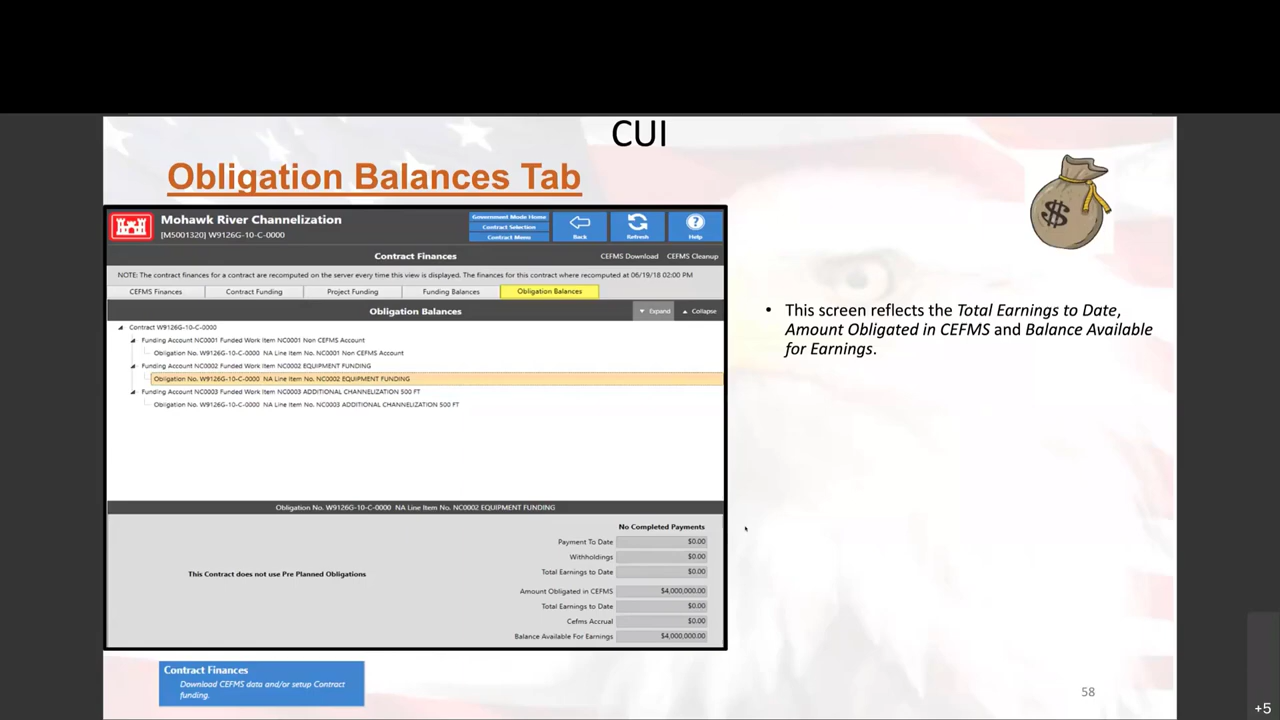 CUI
Obligation Balances Tab
Mohawk River Channelization
[M5001320] W9126G-10-C-0000
Government Mode Home
Contract Selection
Contract Menu
Back
Refresh
?
Help
Contract Finances
CEFMS Download
CEFMS Cleanup
NOTE: The contract finances for a contract are recomputed on the server every time this view is displayed. The finances for this contract where recomputed at 06/19/18 02:00 PM
CEFMS Finances
Contract Funding
Project Funding
Funding Balances
Obligation Balances
Obligation Balances
Expand
Collapse
Contract W9126G-10-C-0000
Funding Account NC0001 Funded Work Item NC0001 Non CEFMS Account
Obligation No. W9126G-10-C-0000 NA Line Item No. NC0001 Non CEFMS Account
Funding Account NC0002 Funded Work Item NC0002 EQUIPMENT FUNDING
Obligation No. W9126G-10-C-0000 NA Line Item No. NC0002 EQUIPMENT FUNDING
Funding Account NC0003 Funded Work Item NC0003 ADDITIONAL CHANNELIZATION 500 FT
Obligation No. W9126G-10-C-0000 NA Line Item No. NC0003 ADDITIONAL CHANNELIZATION 500 FT
Obligation No. W9126G-10-C-0000 NA Line Item No. NC0002 EQUIPMENT FUNDING
No Completed Payments
Payment To Date $0.00
Withholdings $0.00
Total Earnings to Date $0.00
This Contract does not use Pre Planned Obligations
Amount Obligated in CEFMS $4,000,000.00
Total Earnings to Date $0.00
Cefms Accrual $0.00
Balance Available For Earnings $4,000,000.00
$
• This screen reflects the Total Earnings to Date,
Amount Obligated in CEFMS and Balance Available
for Earnings.
Contract Finances
Download CEFMS data and/or setup Contract
funding.
58
+5